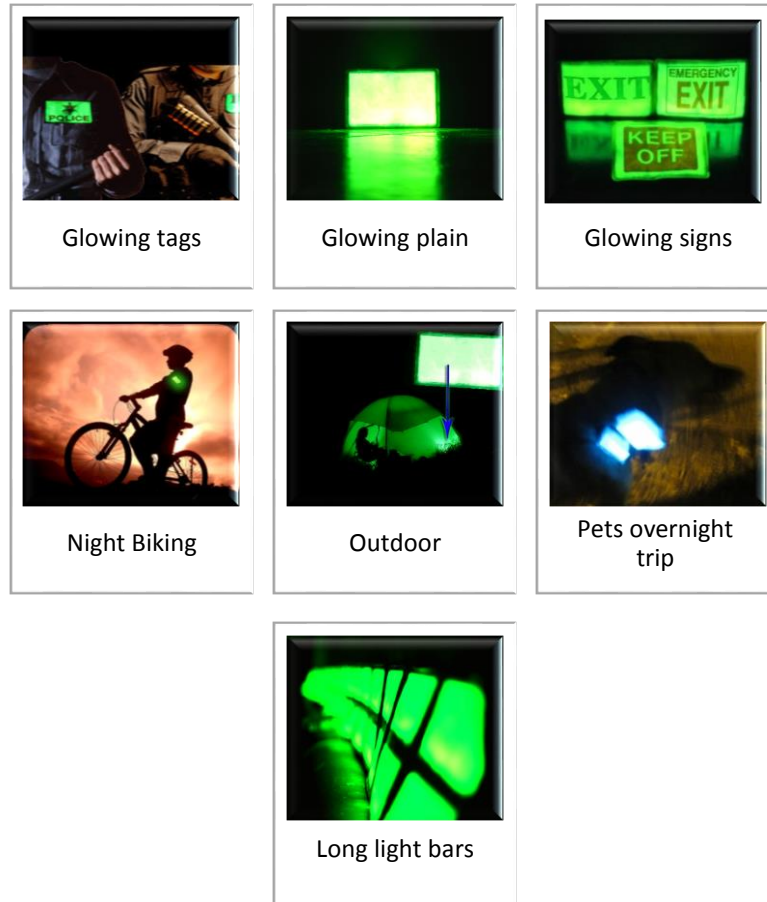 POLICE
Glowing tags
Glowing plain
EXIT
EMERGENCY
EXIT
KEEP
OFF
Glowing signs
Night Biking
Outdoor
Pets overnight
trip
Long light bars